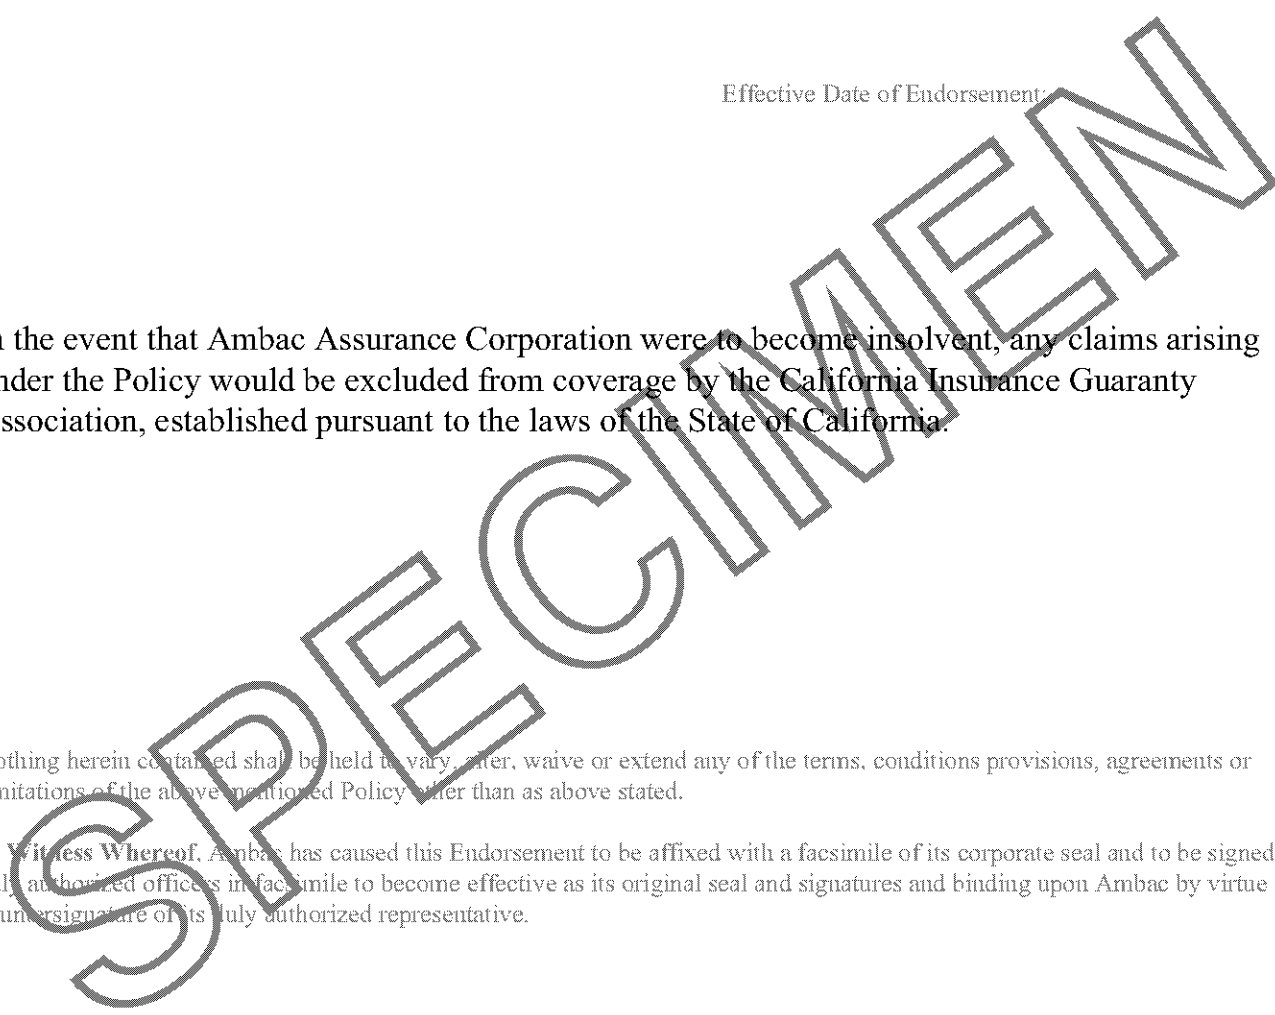 Effective Date of Endorsement:
the event that Ambac Assurance Corporation were to become insolvent, any claims arising
nder the Policy would be excluded from coverage by the California Insurance Guaranty
ssociation, established pursuant to the laws of the State of California.
SPECIMEN
othing herein contained shall be held to vary, alter, waive or extend any of the terms, conditions provisions, agreements or
mitations of the above mentioned Policy other than as above stated.
Witness Whereof, Ambac has caused this Endorsement to be affixed with a facsimile of its corporate seal and to be signed
ly authorized officers in facsimile to become effective as its original seal and signatures and binding upon Ambac by virtue
untersignature of its duly authorized representative.